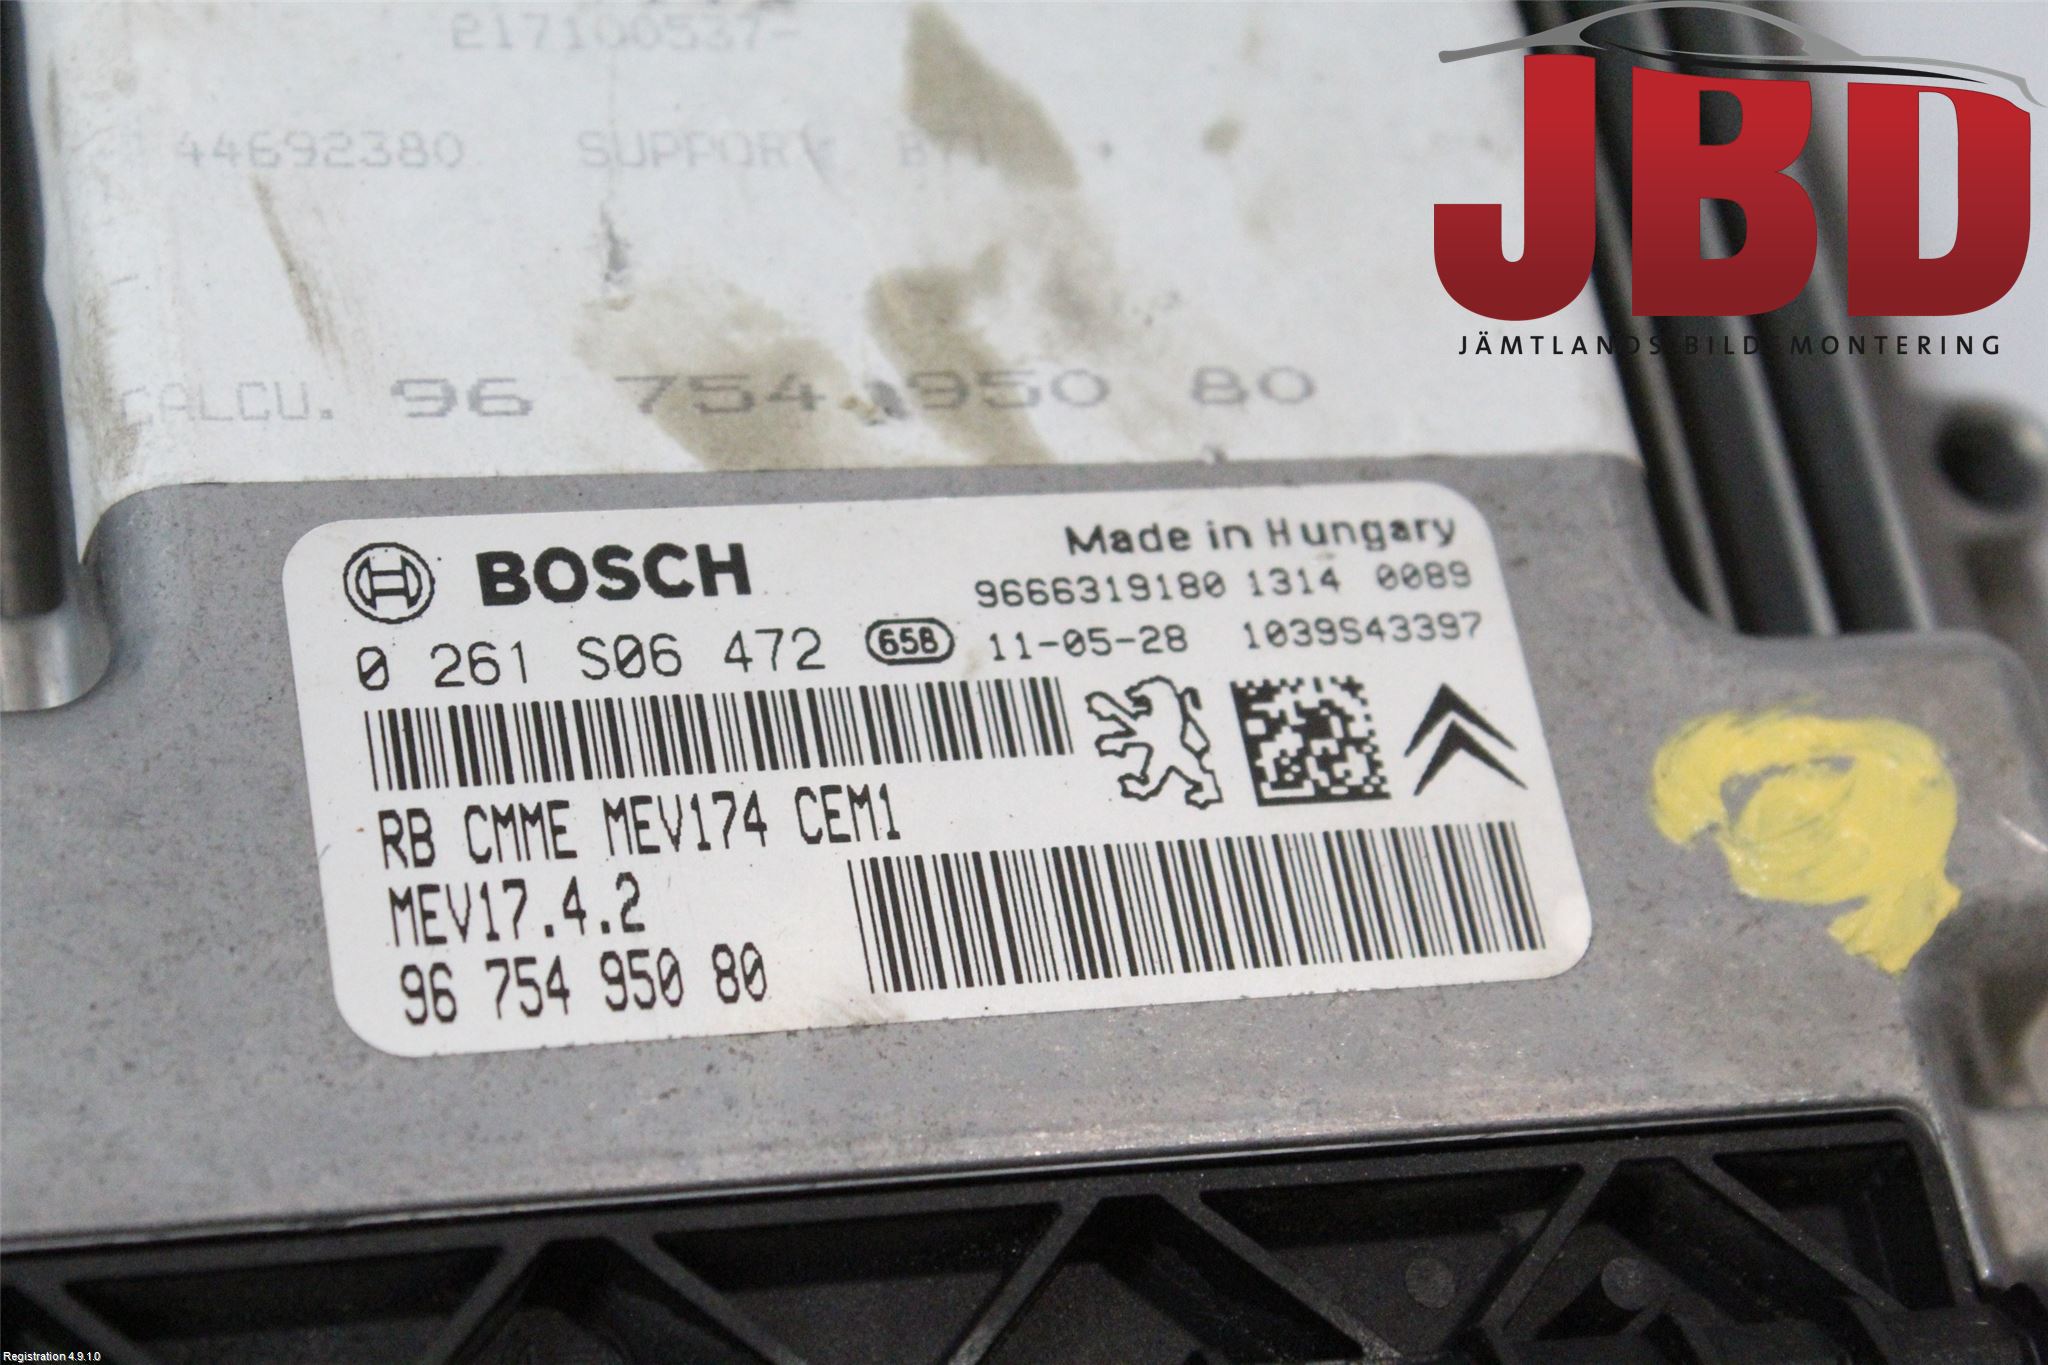 217100537-
44692380 SUPPORT
CALCU. 96 754 950 80
JBD
JÄMTLANDS BILDEMONTERING
BOSCH
Made in Hungary
9666319180 1314 0089
0 261 S06 472 658 11-05-28 1039S43397
RB CMME MEV174 CEM1
MEV17.4.2
96 754 950 80
Registration 4.9.1.0